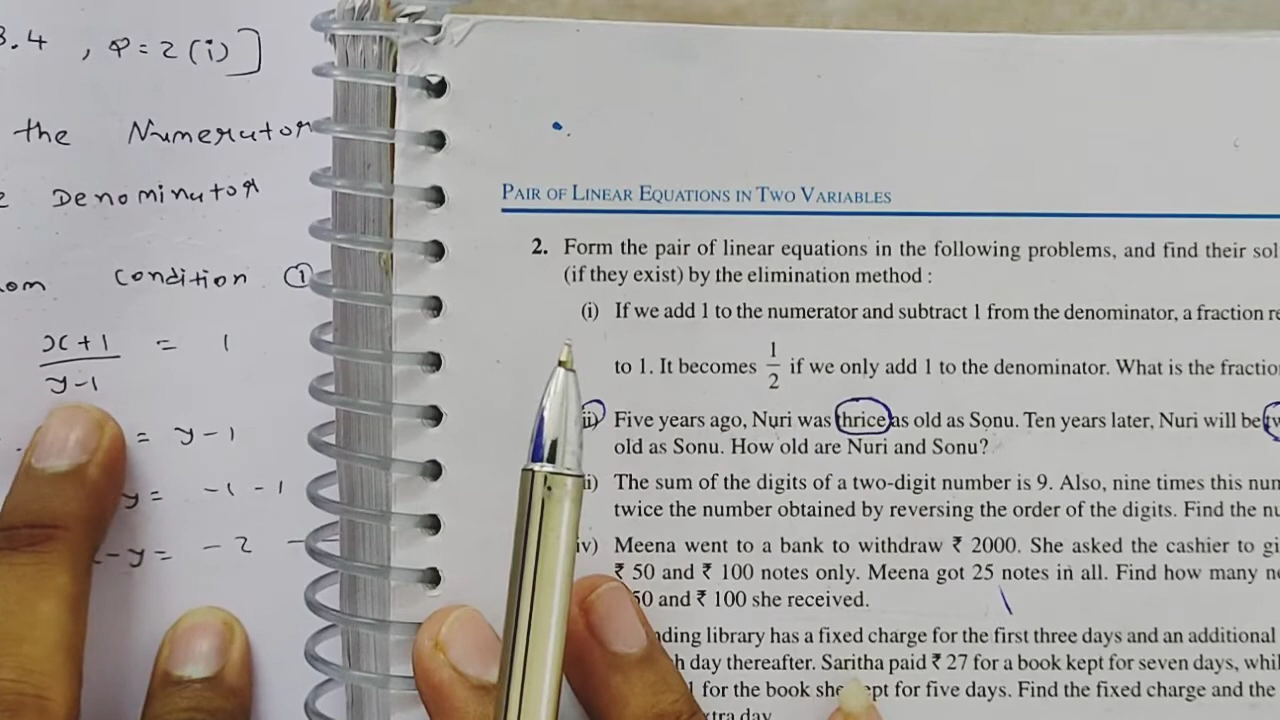 3.4 , Q=2(i)]
the Numerator
Denominator
condition ①
x+1 = 1
y-1
= y-1
y= -1-1
-y= -2
PAIR OF LINEAR EQUATIONS IN TWO VARIABLES
2. Form the pair of linear equations in the following problems, and find their sol
(if they exist) by the elimination method :
(i) If we add 1 to the numerator and subtract 1 from the denominator, a fraction re
to 1. It becomes 1/2 if we only add 1 to the denominator. What is the fractio
ii) Five years ago, Nuri was thrice as old as Sonu. Ten years later, Nuri will be tw
old as Sonu. How old are Nuri and Sonu?
i) The sum of the digits of a two-digit number is 9. Also, nine times this num
twice the number obtained by reversing the order of the digits. Find the nu
iv) Meena went to a bank to withdraw ₹ 2000. She asked the cashier to gi
₹ 50 and ₹ 100 notes only. Meena got 25 notes in all. Find how many n
50 and ₹ 100 she received.
ding library has a fixed charge for the first three days and an additional
h day thereafter. Saritha paid ₹ 27 for a book kept for seven days, whil
for the book she kept for five days. Find the fixed charge and the
xtra day.